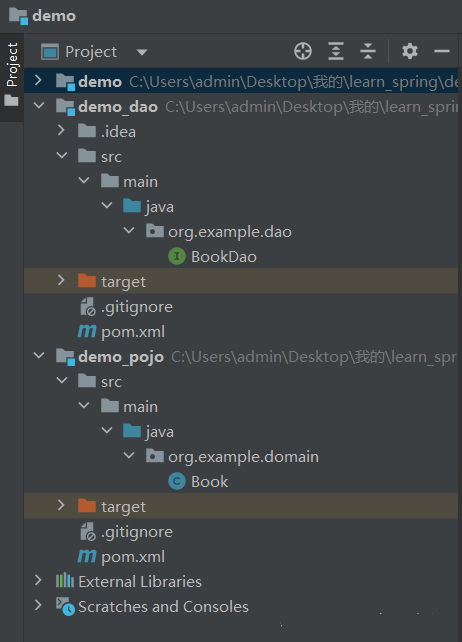 demo
Project
Project
demo C:\Users\admin\Desktop\我的\learn_spring\de
demo_dao C:\Users\admin\Desktop\我的\learn_sprin
.idea
src
main
java
org.example.dao
I BookDao
target
.gitignore
m pom.xml
demo_pojo C:\Users\admin\Desktop\我的\learn_spr
src
main
java
org.example.domain
C Book
target
.gitignore
m pom.xml
External Libraries
Scratches and Consoles